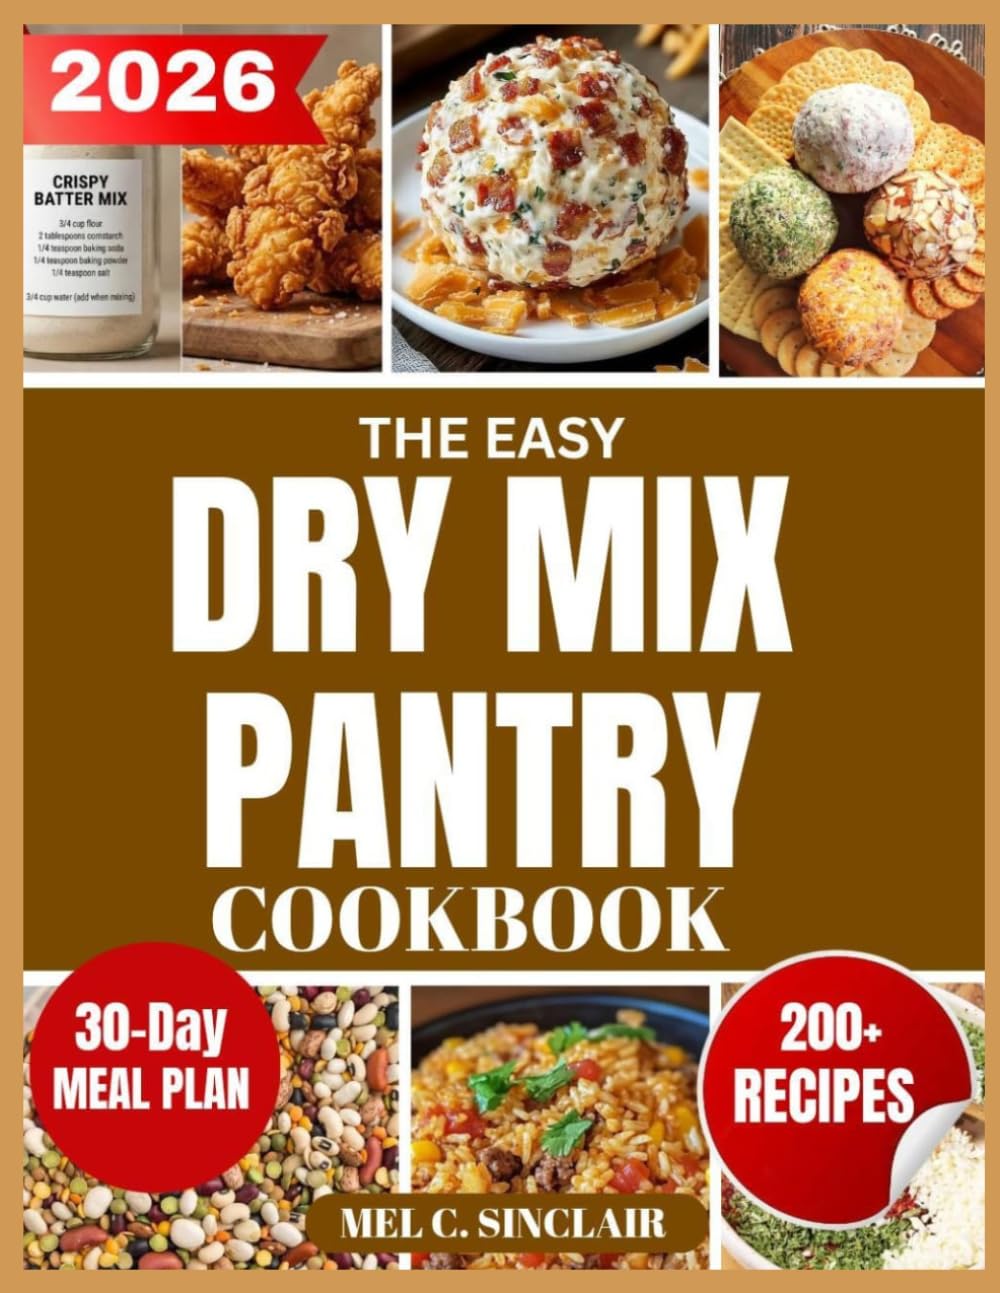 2026
CRISPY
BATTER MIX
3/4 cup flour
2 tablespoons cornstarch
1/4 teaspoon baking soda
1/4 teaspoon baking powder
1/4 teaspoon salt
3/4 cup water (add when mixing)
THE EASY
DRY MIX
PANTRY
COOKBOOK
30-Day
MEAL PLAN
200+
RECIPES
MEL C. SINCLAIR